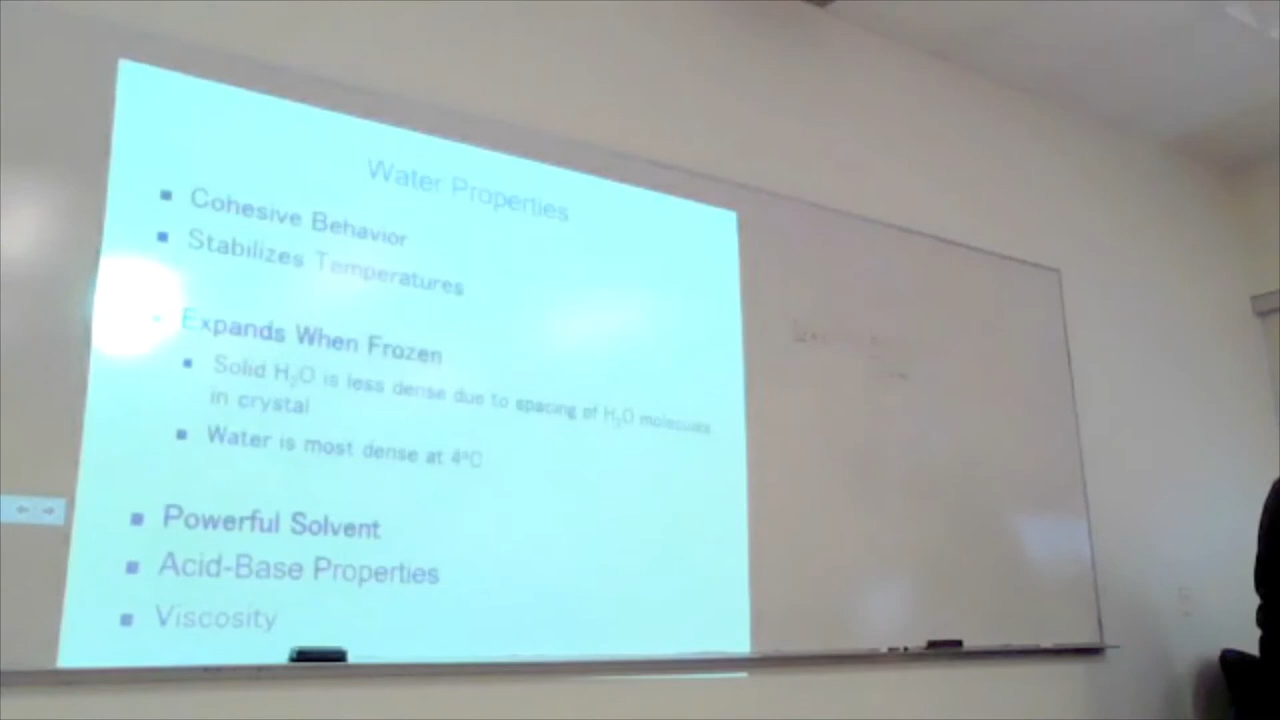 Water Properties
Cohesive Behavior
Stabilizes Temperatures
Expands When Frozen
Solid H₂O is less dense due to spacing of H₂O molecules
in crystal
Water is most dense at 4°C
Powerful Solvent
Acid-Base Properties
Viscosity